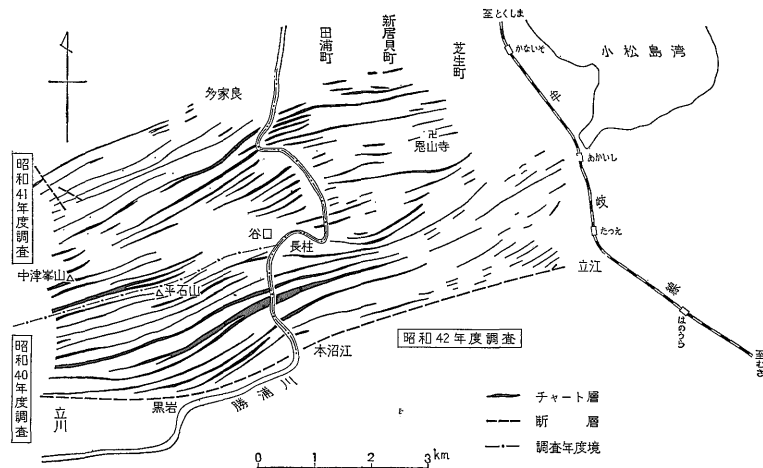 至とくしま
かないそ
小松島湾
牟
岐
線
あかいし
たつえ
はのうら
至むぎ
田浦町
新居見町
芝生町
多家良
卍
恩山寺
昭和41年度調査
谷口
長柱
中津峯山
平石山
立江
昭和42年度調査
昭和40年度調査
本沼江
勝浦川
黒岩
立川
チャート層
断層
調査年度境
0 1 2 3 km